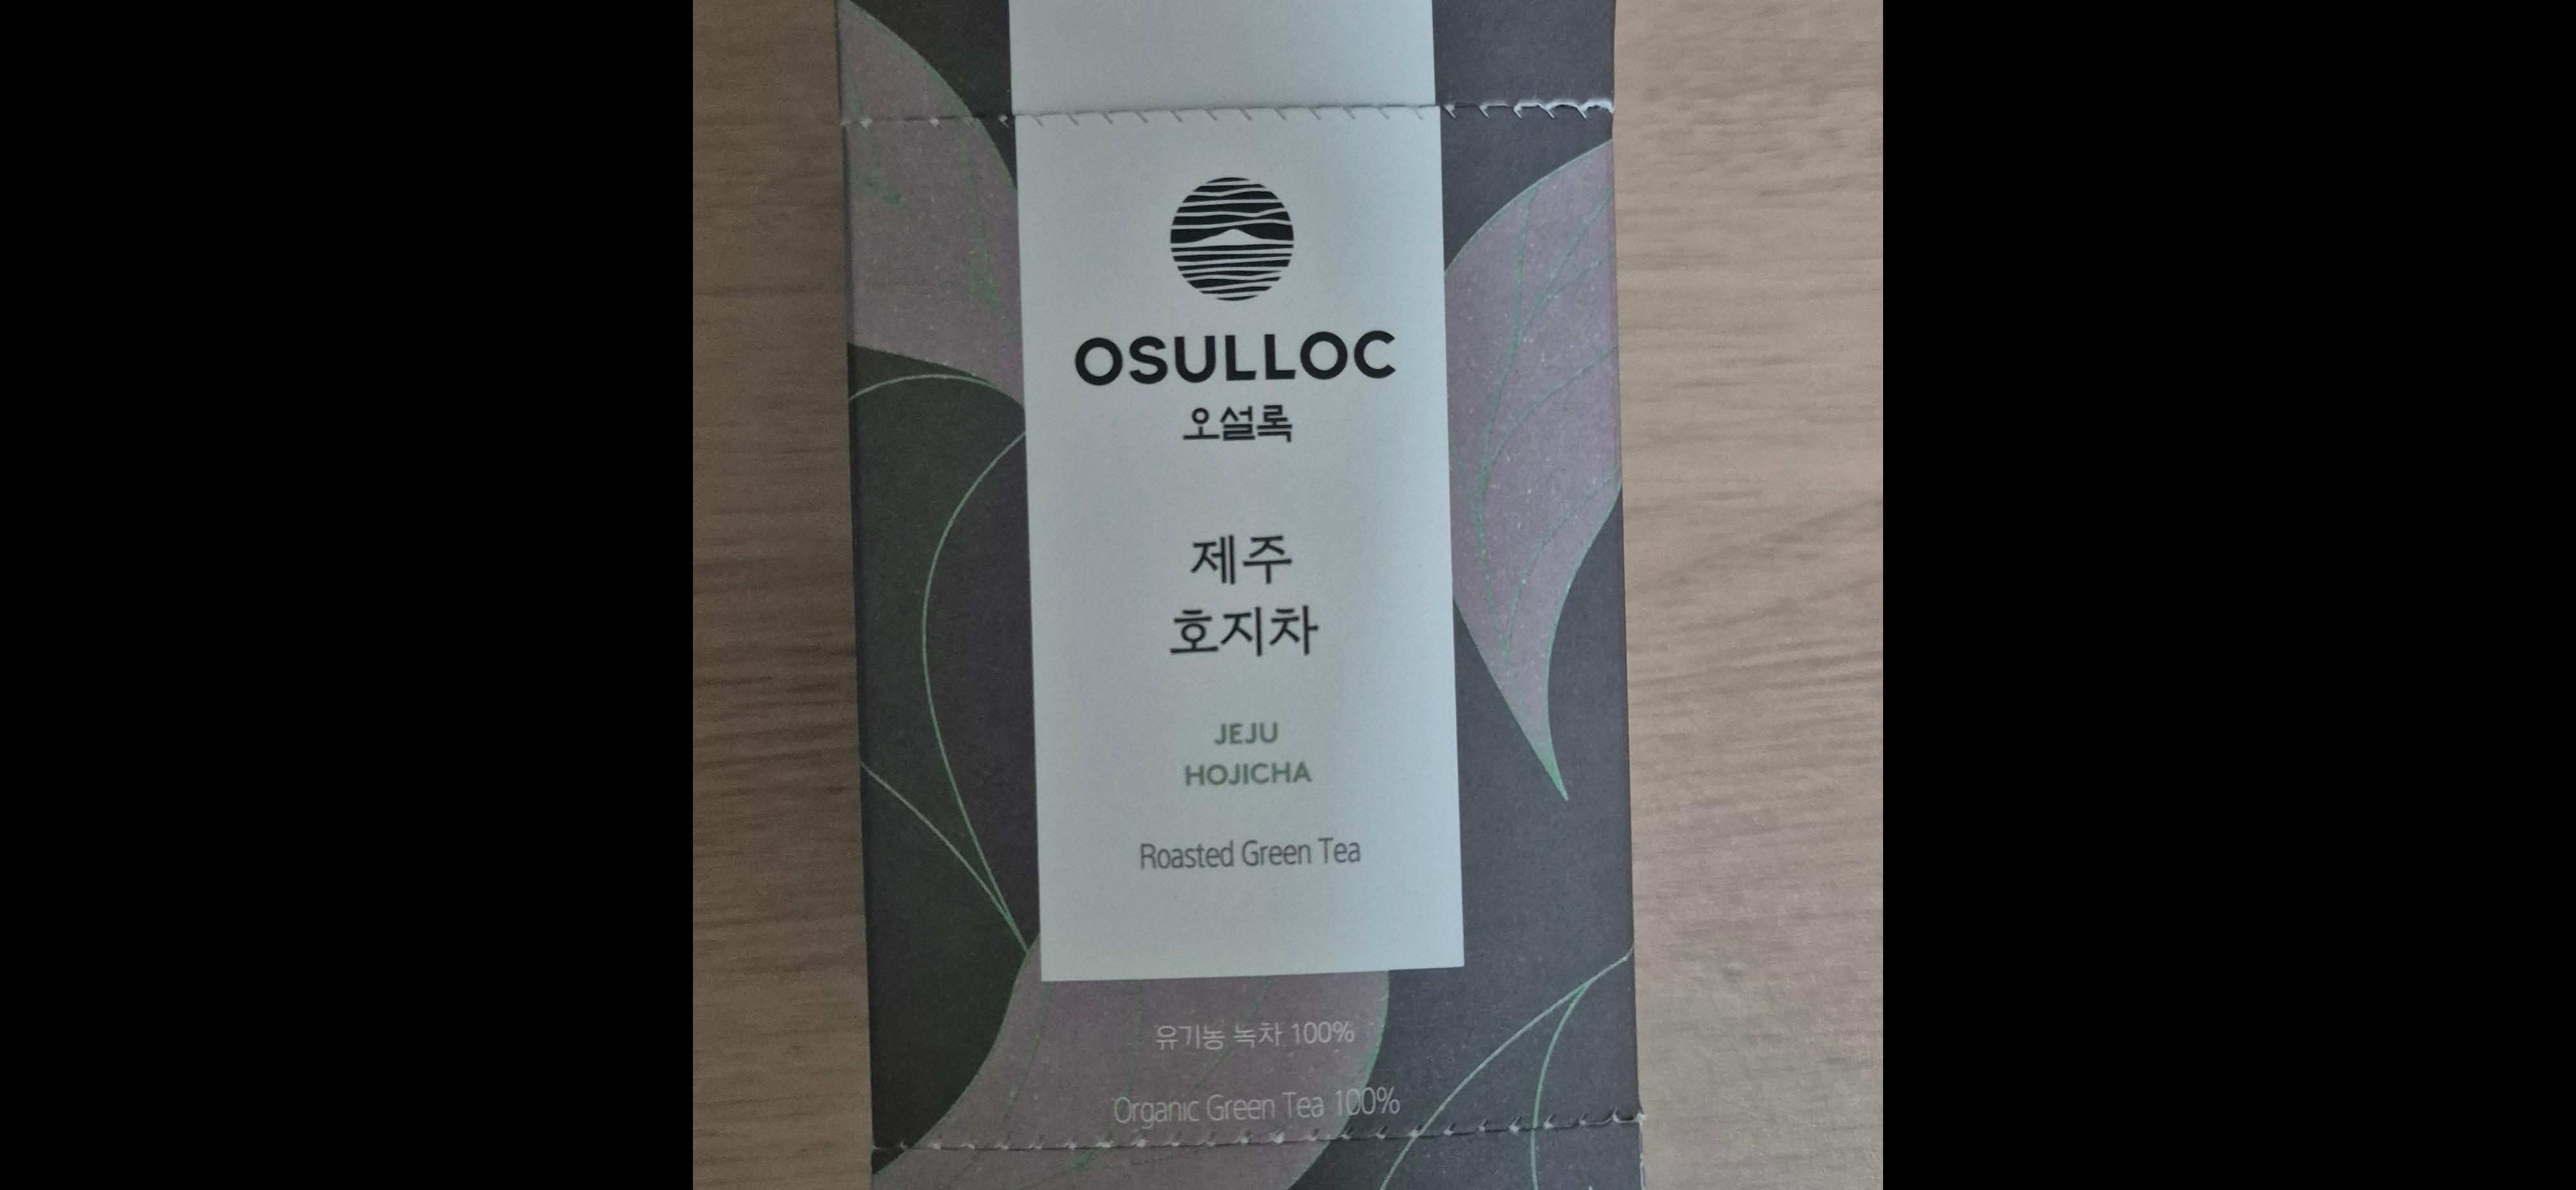 OSULLOC
오설록
제주
호지차
JEJU
HOJICHA
Roasted Green Tea
유기농 녹차 100%
Organic Green Tea 100%